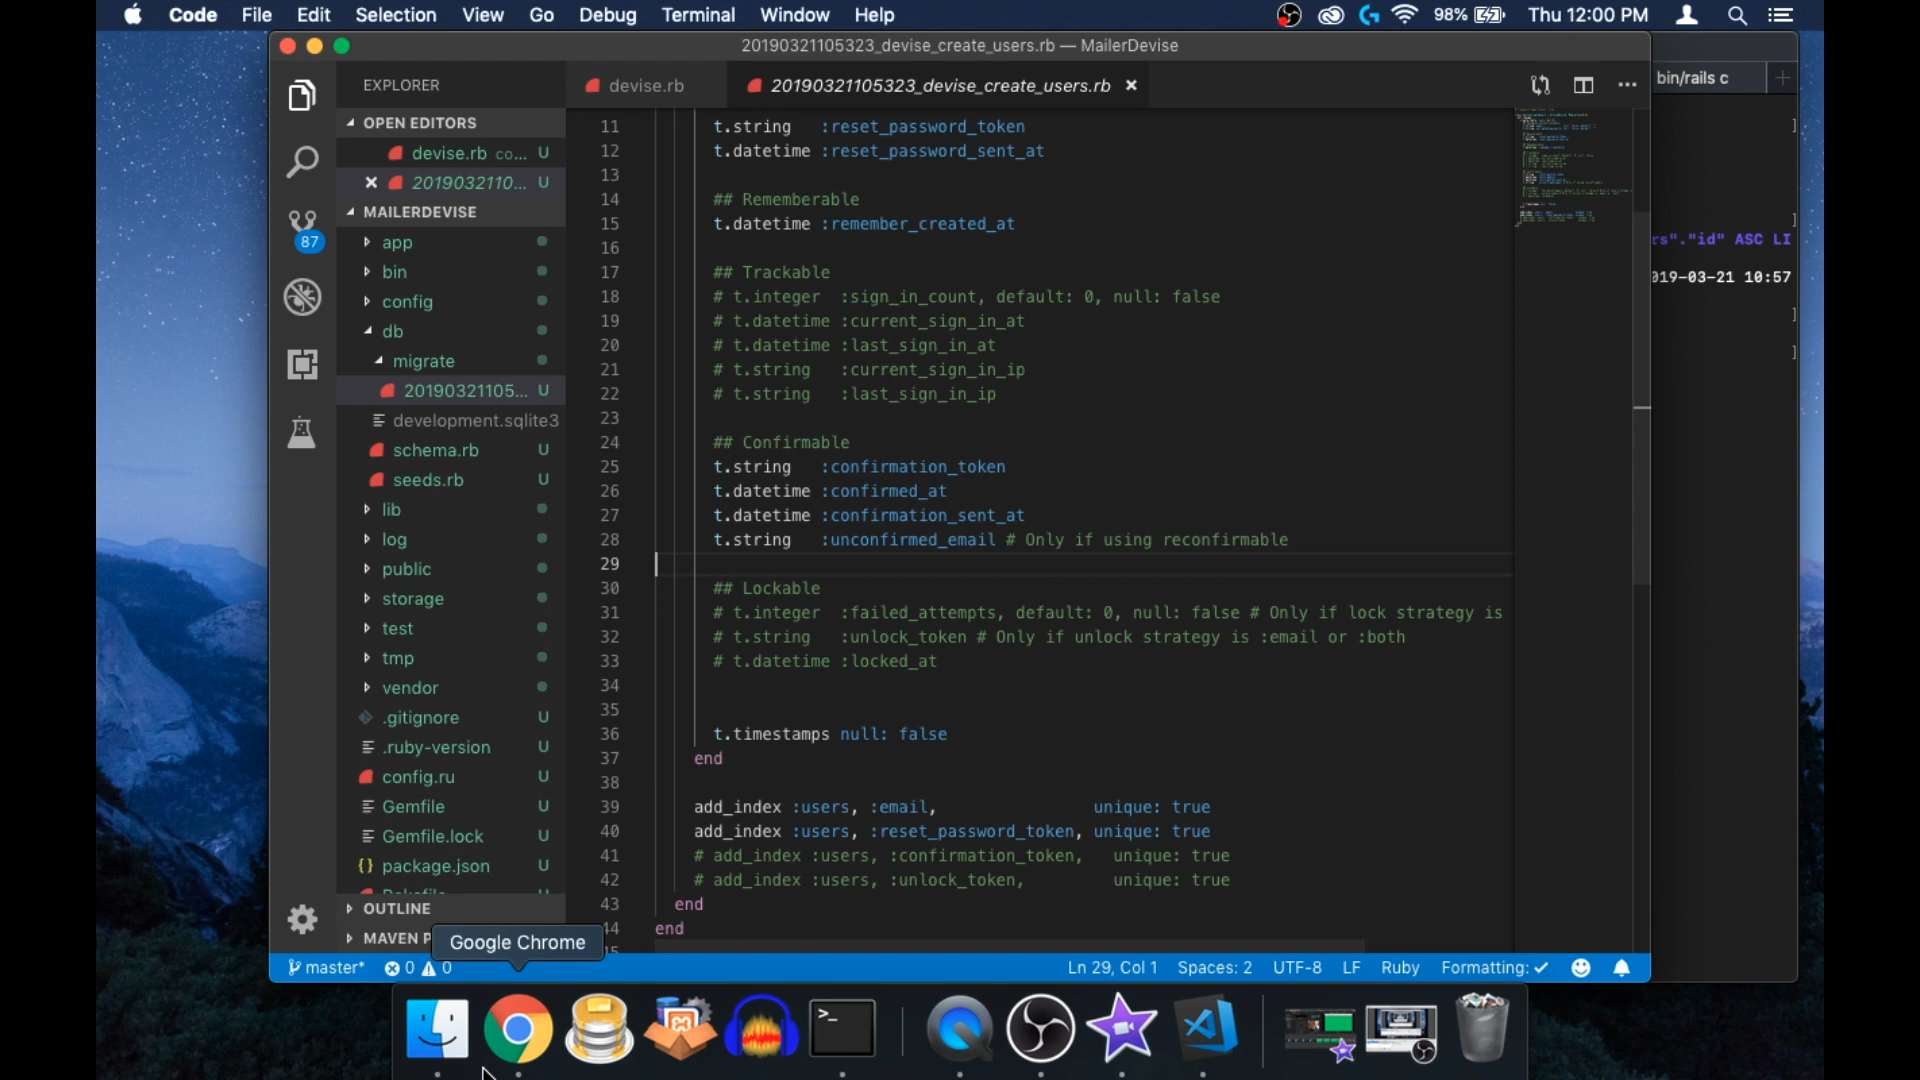 Code File Edit Selection View Go Debug Terminal Window Help 98% Thu 12:00 PM
20190321105323_devise_create_users.rb — MailerDevise
EXPLORER
devise.rb
20190321105323_devise_create_users.rb
bin/rails c
OPEN EDITORS
devise.rb co... U
2019032110... U
MAILERDEVISE
app
bin
87
config
db
migrate
20190321105... U
development.sqlite3
schema.rb U
seeds.rb U
lib
log
public
storage
test
tmp
vendor
.gitignore U
.ruby-version U
config.ru U
Gemfile U
Gemfile.lock U
{} package.json U
OUTLINE
MAVEN P
11 t.string :reset_password_token
12 t.datetime :reset_password_sent_at
13
14 ## Rememberable
15 t.datetime :remember_created_at
16
17 ## Trackable
18 # t.integer :sign_in_count, default: 0, null: false
19 # t.datetime :current_sign_in_at
20 # t.datetime :last_sign_in_at
21 # t.string :current_sign_in_ip
22 # t.string :last_sign_in_ip
23
24 ## Confirmable
25 t.string :confirmation_token
26 t.datetime :confirmed_at
27 t.datetime :confirmation_sent_at
28 t.string :unconfirmed_email # Only if using reconfirmable
29
30 ## Lockable
31 # t.integer :failed_attempts, default: 0, null: false # Only if lock strategy is
32 # t.string :unlock_token # Only if unlock strategy is :email or :both
33 # t.datetime :locked_at
34
35
36 t.timestamps null: false
37 end
38
39 add_index :users, :email, unique: true
40 add_index :users, :reset_password_token, unique: true
41 # add_index :users, :confirmation_token, unique: true
42 # add_index :users, :unlock_token, unique: true
43 end
44 end
]
]
rs"."id" ASC LI
019-03-21 10:57
]
]
Google Chrome
master* 0 0 Ln 29, Col 1 Spaces: 2 UTF-8 LF Ruby Formatting: ✓
>_